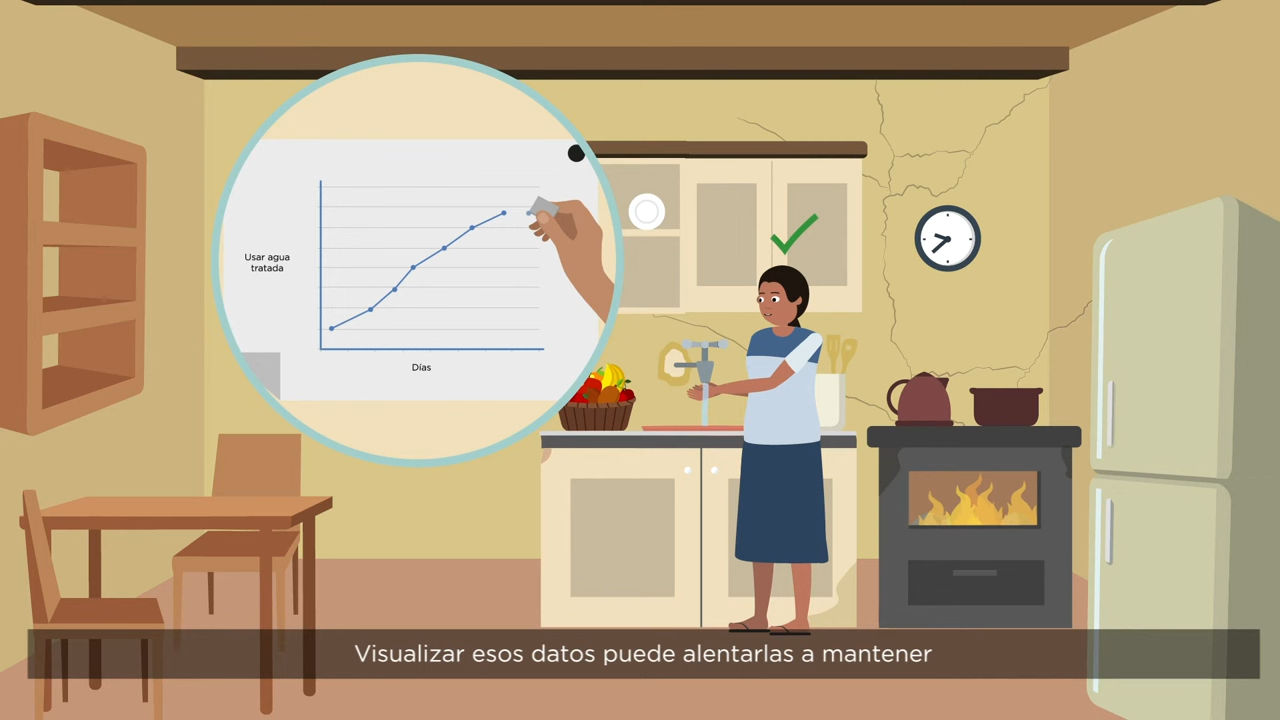 Usar agua
tratada
Días
Visualizar esos datos puede alentarlas a mantener